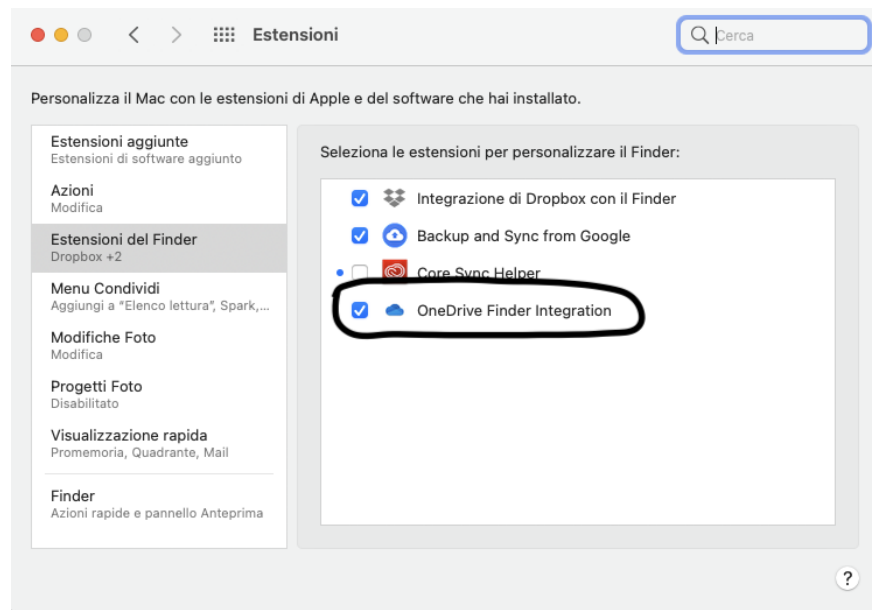 Estensioni
Cerca
Personalizza il Mac con le estensioni di Apple e del software che hai installato.
Estensioni aggiunte
Estensioni di software aggiunto
Azioni
Modifica
Estensioni del Finder
Dropbox +2
Menu Condividi
Aggiungi a “Elenco lettura”, Spark,...
Modifiche Foto
Modifica
Progetti Foto
Disabilitato
Visualizzazione rapida
Promemoria, Quadrante, Mail
Finder
Azioni rapide e pannello Anteprima
Seleziona le estensioni per personalizzare il Finder:
Integrazione di Dropbox con il Finder
Backup and Sync from Google
Core Sync Helper
OneDrive Finder Integration
?